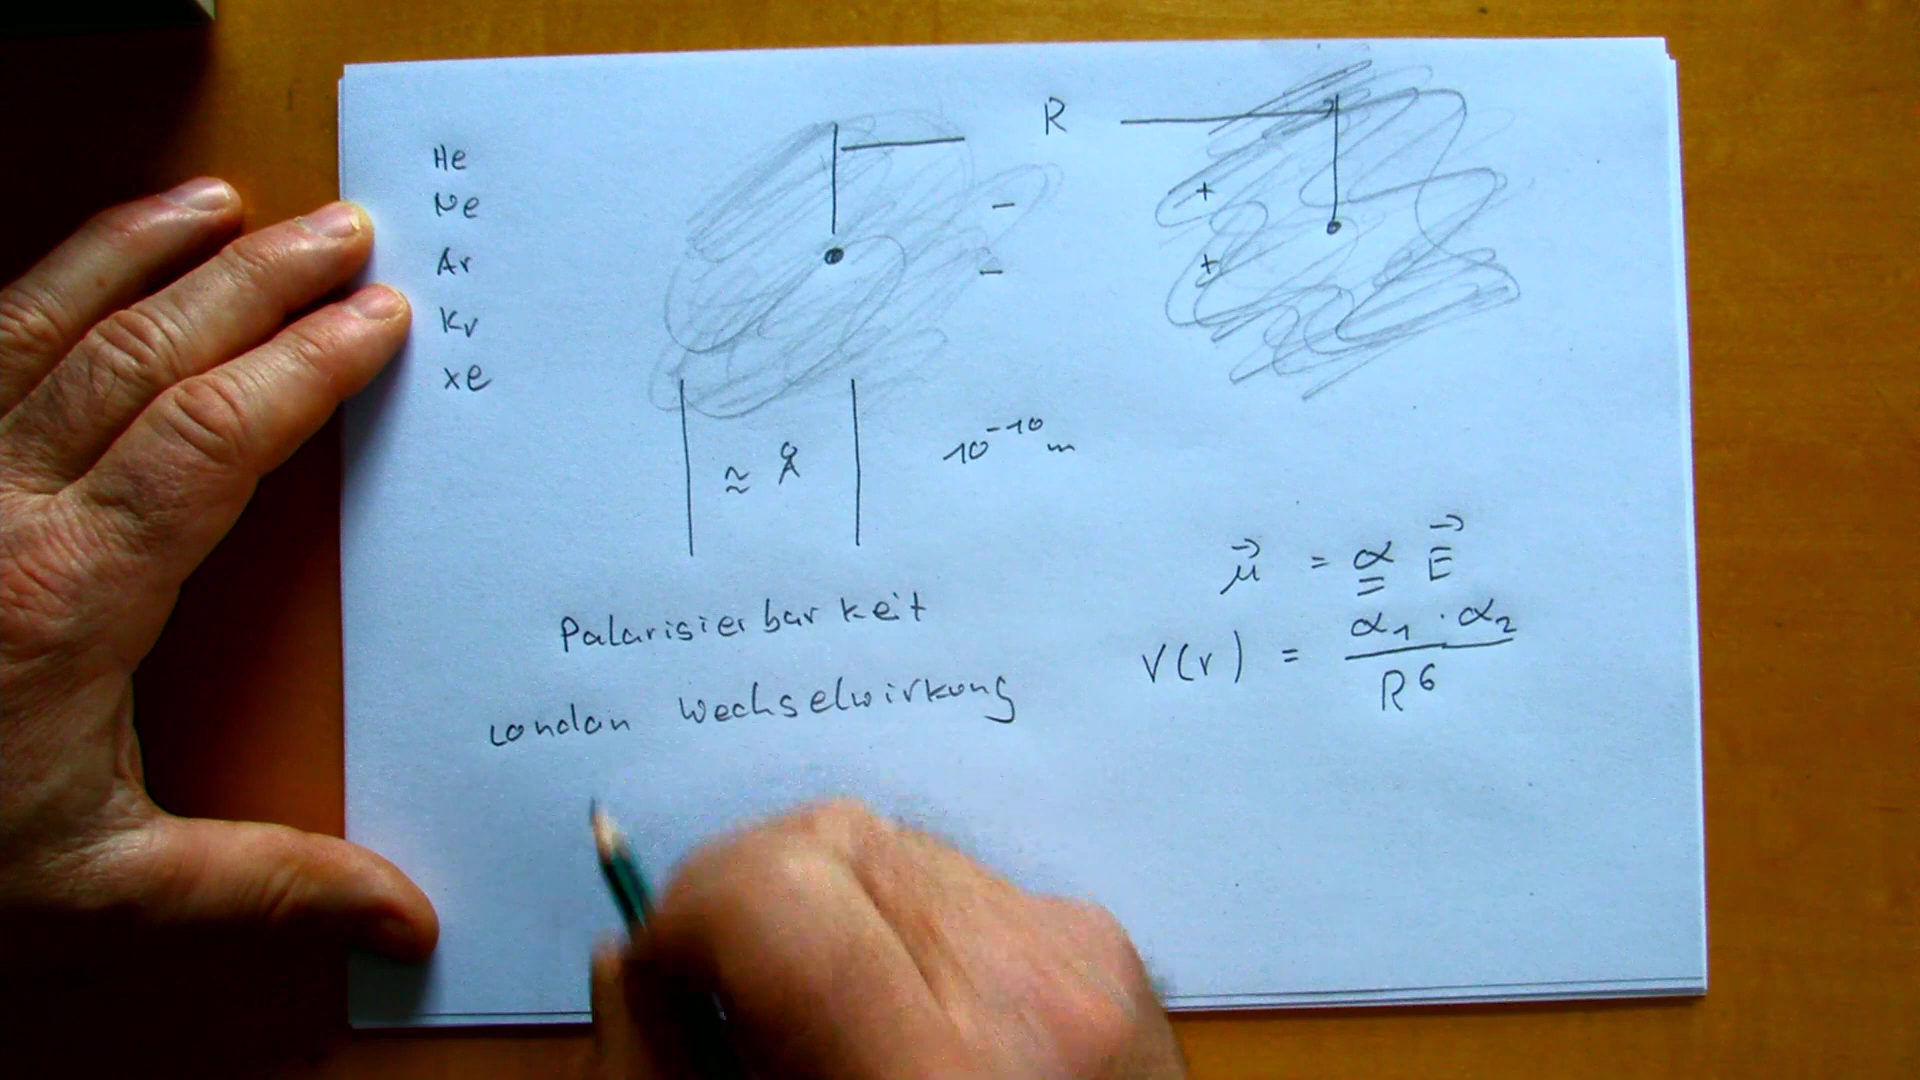 R
He
Ne
Ar
Kr
Xe
- +
- +
≈ Å 10⁻¹⁰ m
μ⃗ = α E⃗
Polarisierbarkeit
V(r) = α₁ · α₂ / R⁶
London Wechselwirkung